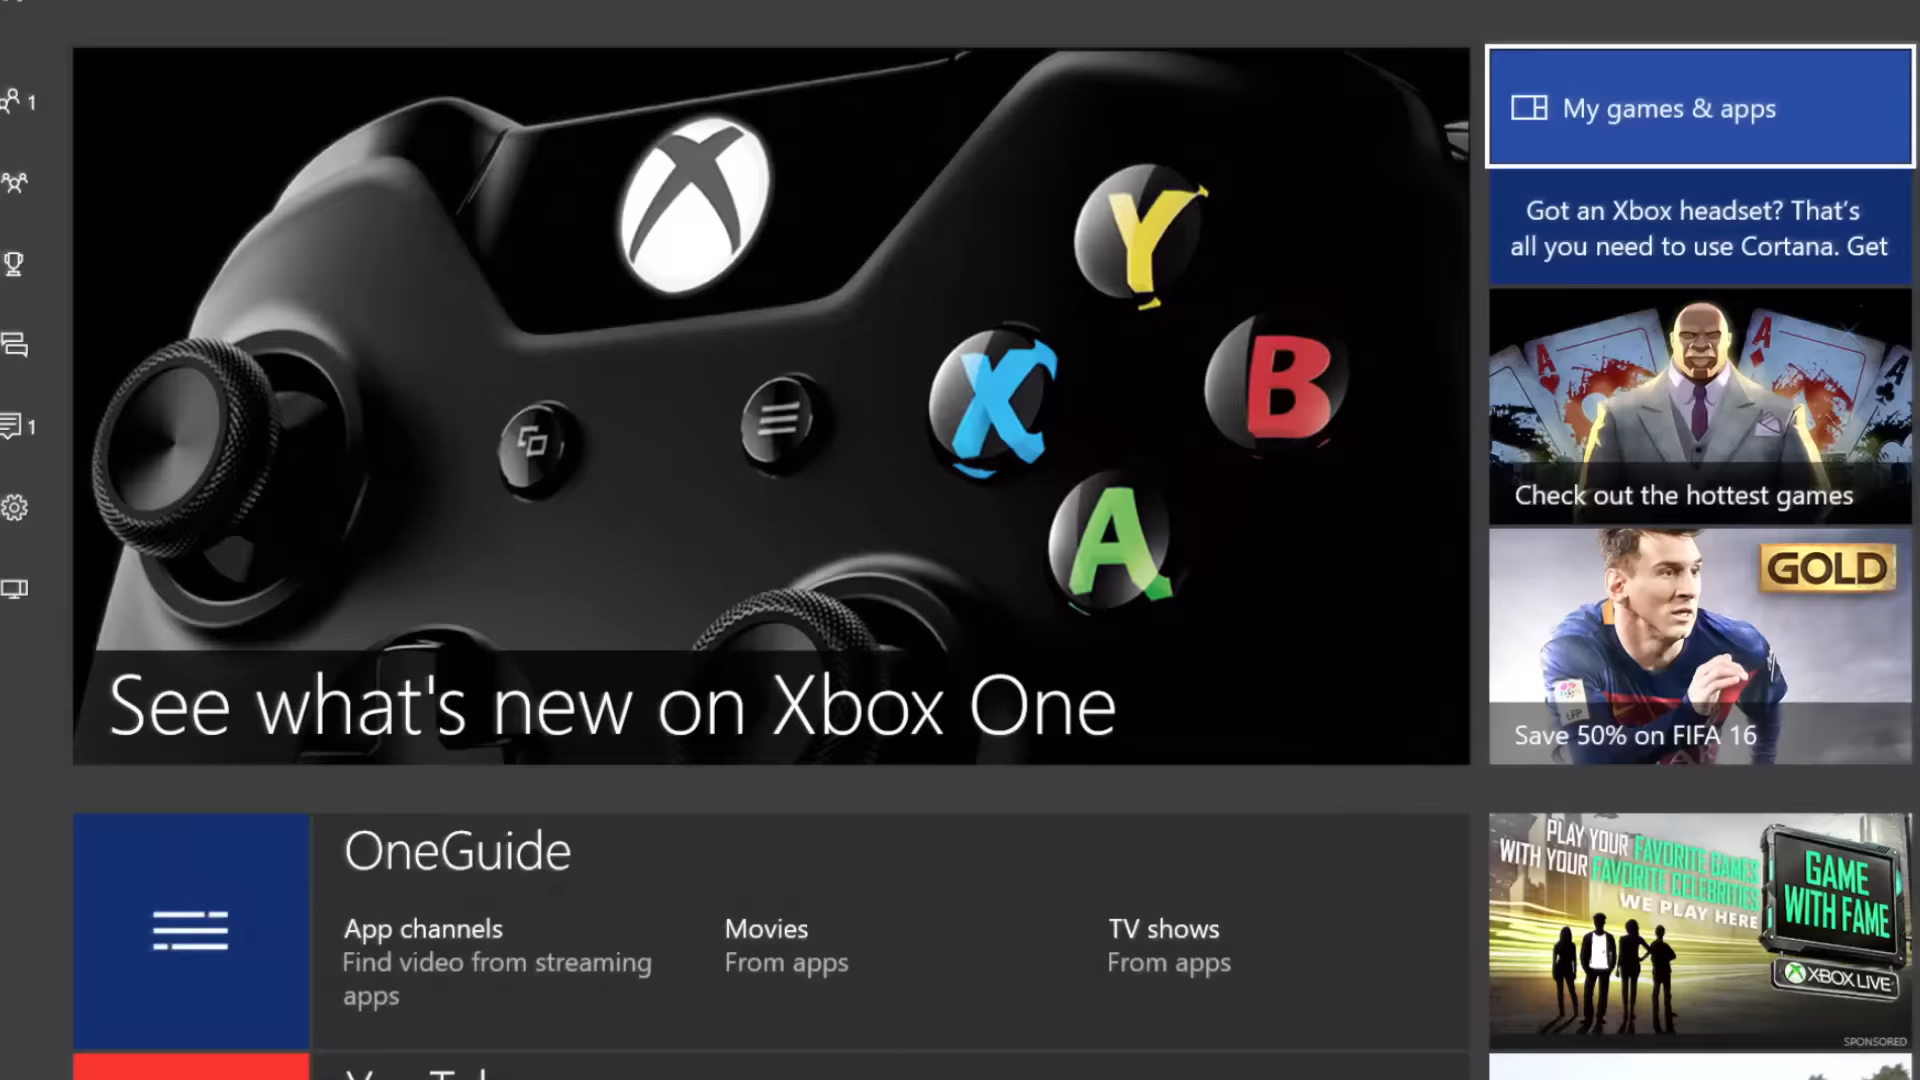 1
1
Y
X
B
A
See what's new on Xbox One
My games & apps
Got an Xbox headset? That's
all you need to use Cortana. Get
A
A
A
Check out the hottest games
GOLD
LFP
Save 50% on FIFA 16
OneGuide
App channels
Find video from streaming
apps
Movies
From apps
TV shows
From apps
PLAY YOUR FAVORITE GAMES
WITH YOUR FAVORITE CELEBRITIES
WE PLAY HERE
GAME
WITH FAME
XBOX LIVE
SPONSORED